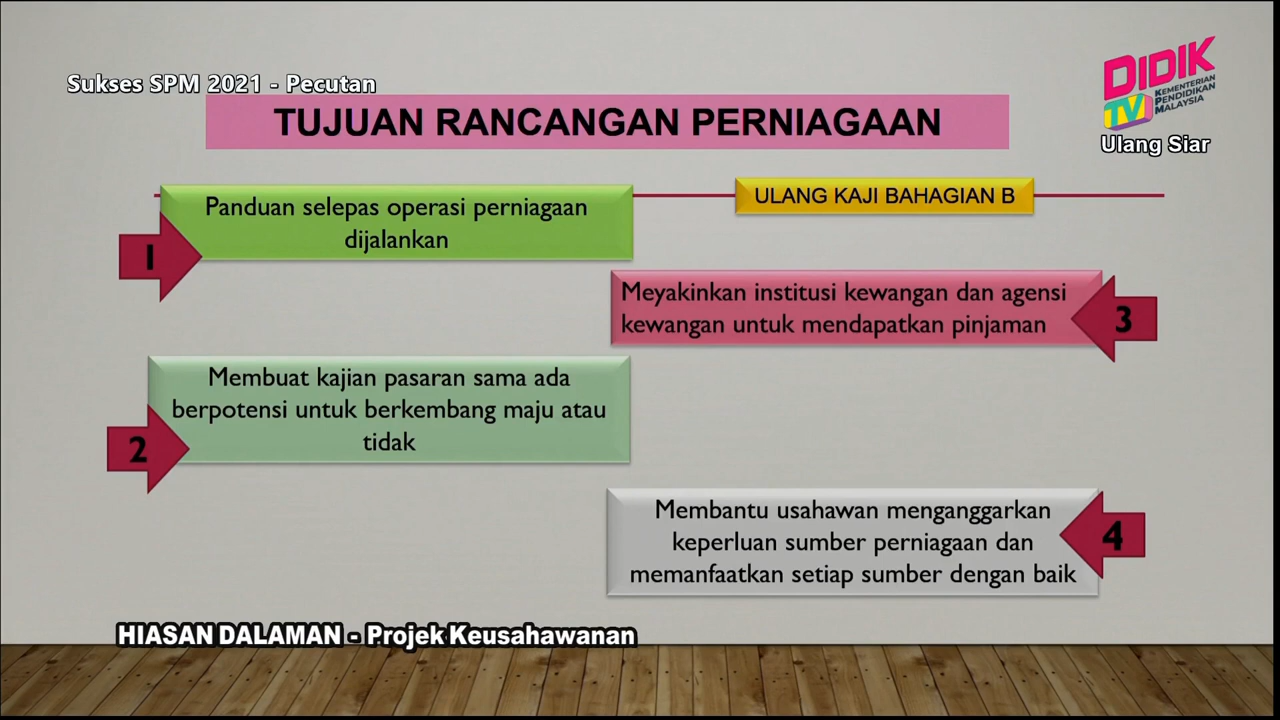 Sukses SPM 2021 - Pecutan
DIDIK
TV
KEMENTERIAN
PENDIDIKAN
MALAYSIA
Ulang Siar
TUJUAN RANCANGAN PERNIAGAAN
ULANG KAJI BAHAGIAN B
1
Panduan selepas operasi perniagaan
dijalankan
2
Membuat kajian pasaran sama ada
berpotensi untuk berkembang maju atau
tidak
3
Meyakinkan institusi kewangan dan agensi
kewangan untuk mendapatkan pinjaman
4
Membantu usahawan menganggarkan
keperluan sumber perniagaan dan
memanfaatkan setiap sumber dengan baik
HIASAN DALAMAN - Projek Keusahawanan